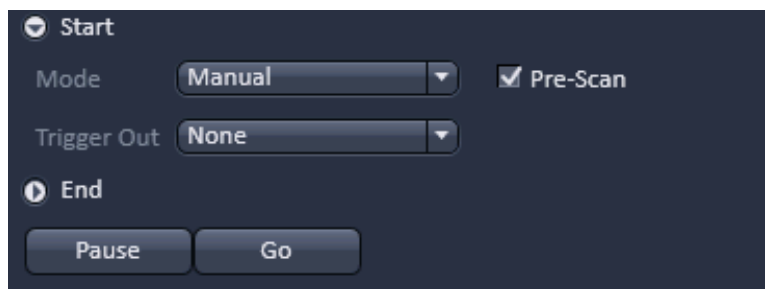 Start
Mode Manual Pre-Scan
Trigger Out None
End
Pause Go